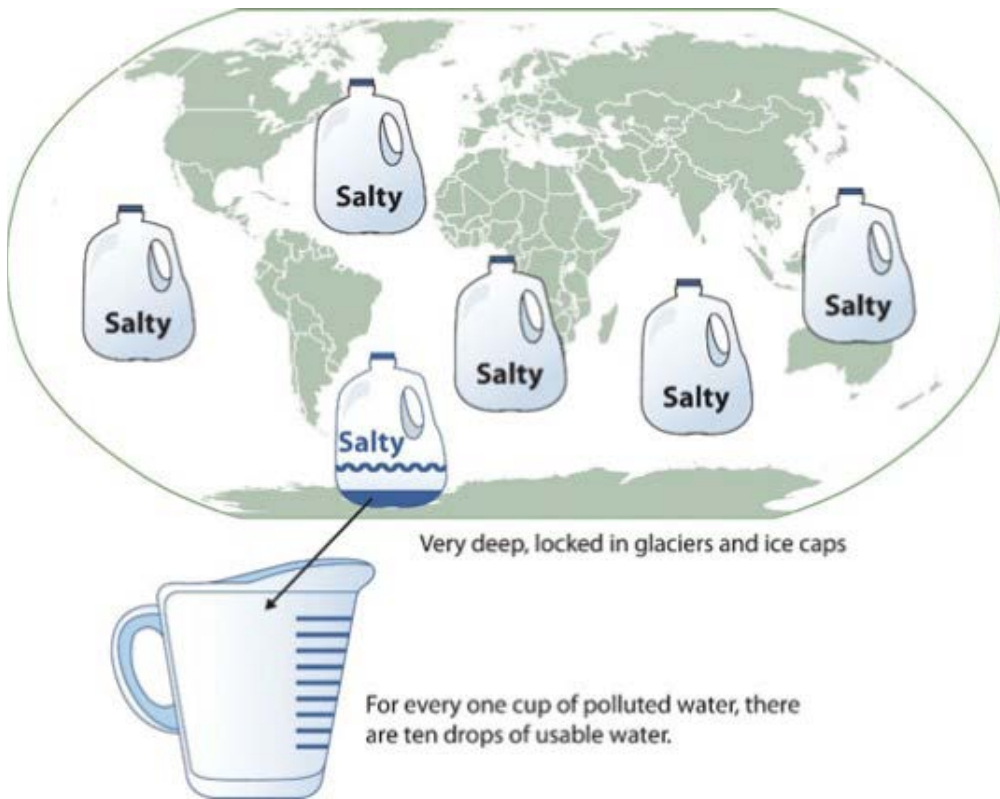 Salty
Salty
Salty
Salty
Salty
Salty
Very deep, locked in glaciers and ice caps
For every one cup of polluted water, there
are ten drops of usable water.